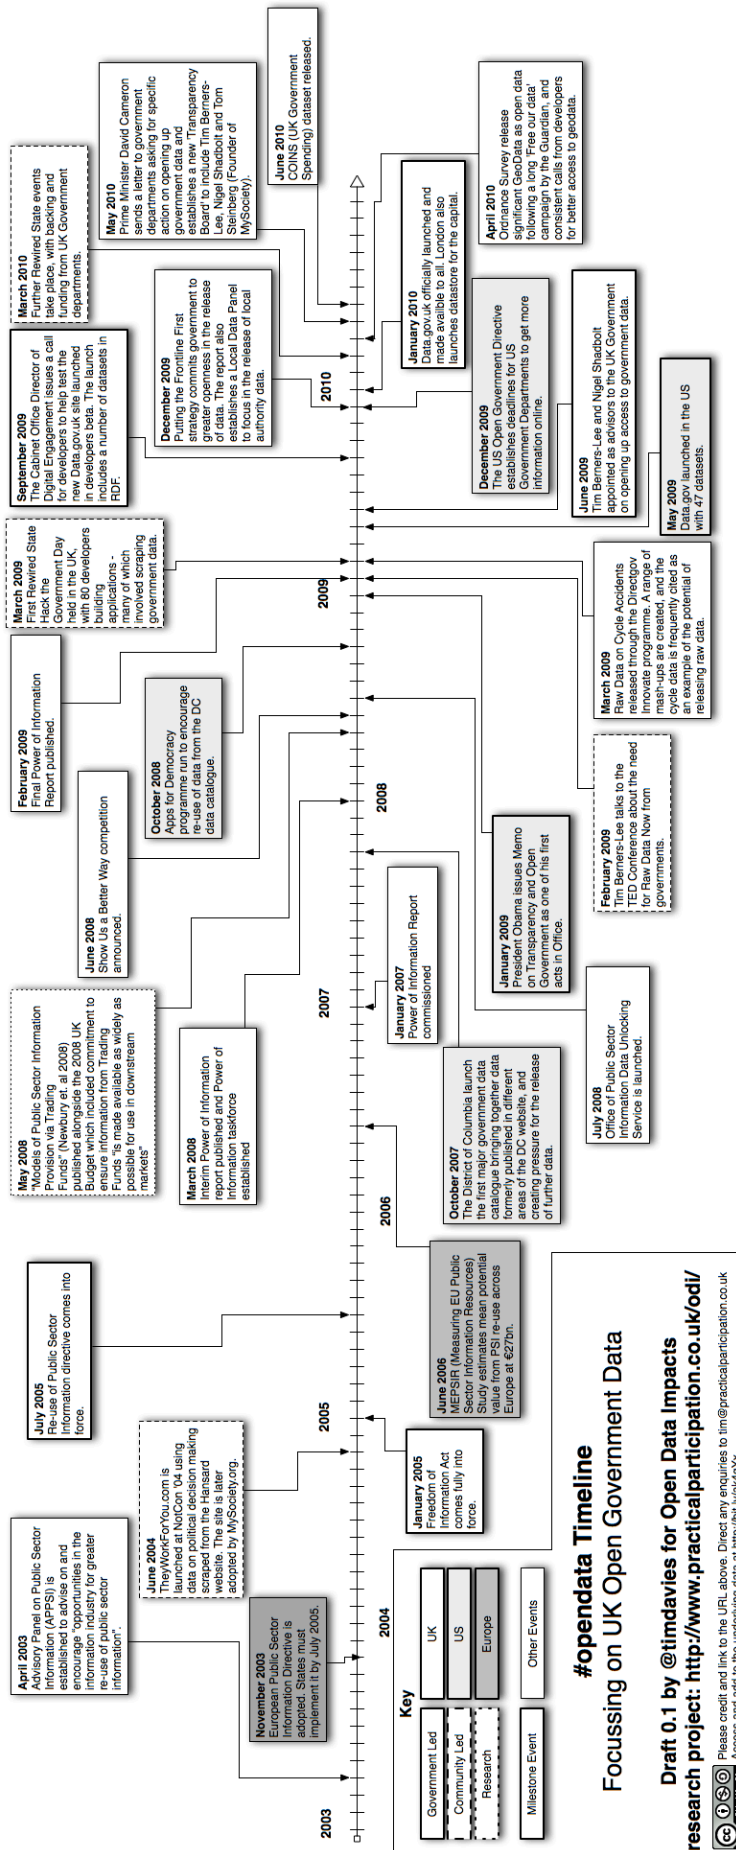 April 2003
Advisory Panel on Public Sector
Information (APPSI) is
established to advise on and
encourage "opportunities in the
information industry for greater
re-use of public sector
information".
November 2003
European Public Sector
Information Directive is
adopted. States must
implement it by July 2005.
June 2004
TheyWorkForYou.com is
launched at NotCon '04 using
data on political decision making
scraped from the Hansard
website. The site is later
adopted by MySociety.org.
July 2005
Re-use of Public Sector
Information directive comes into
force.
May 2008
"Models of Public Sector Information
Provision via Trading
Funds" (Newbury et. al 2008)
published alongside the 2008 UK
Budget which included commitment to
ensure information from Trading
Funds "is made available as widely as
possible for use in downstream
markets"
March 2008
Interim Power of Information
report published and Power of
Information taskforce
established
June 2008
Show Us a Better Way competition
announced.
February 2009
Final Power of Information
Report published.
October 2008
Apps for Democracy
programme run to encourage
re-use of data from the DC
data catalogue.
March 2009
First Rewired State
Hack the
Government Day
held in the UK,
with 80 developers
building
applications -
many of which
involved scraping
government data.
September 2009
The Cabinet Office Director of
Digital Engagement issues a call
for developers to help test the
new Data.gov.uk site launched
in developers beta. The launch
includes a number of datasets in
RDF.
December 2009
Putting the Frontline First
strategy commits government to
greater openness in the release
of data. The report also
establishes a Local Data Panel
to focus in the release of local
authority data.
March 2010
Further Rewired State events
take place, with backing and
funding from UK Government
departments.
May 2010
Prime Minister David Cameron
sends a letter to government
departments asking for specific
action on opening up
government data and
establishes a new 'Transparency
Board' to include Tim Berners-
Lee, Nigel Shadbolt and Tom
Steinberg (Founder of
MySociety).
June 2010
COINS (UK Government
Spending) dataset released.
2003
2004
2005
2006
2007
2008
2009
2010
January 2005
Freedom of
Information Act
comes fully into
force.
June 2006
MEPSIR (Measuring EU Public
Sector Information Resources)
Study estimates mean potential
value from PSI re-use across
Europe at €27bn.
January 2007
Power of Information Report
commissioned
October 2007
The District of Columbia launch
the first major government data
catalogue bringing together data
formerly published in different
areas of the DC website, and
creating pressure for the release
of further data.
July 2008
Office of Public Sector
Information Data Unlocking
Service is launched.
January 2009
President Obama issues Memo
on Transparency and Open
Government as one of his first
acts in Office.
February 2009
Tim Berners-Lee talks to the
TED Conference about the need
for Raw Data Now from
governments.
March 2009
Raw Data on Cycle Accidents
released through the Directgov
Innovate programme. A range of
mash-ups are created, and the
cycle data is frequently cited as
an example of the potential of
releasing raw data.
May 2009
Data.gov launched in the US
with 47 datasets.
June 2009
Tim Berners-Lee and Nigel Shadbolt
appointed as advisors to the UK Government
on opening up access to government data.
December 2009
The US Open Government Directive
establishes deadlines for US
Government Departments to get more
information online.
January 2010
Data.gov.uk officially launched and
made availble to all. London also
launches datastore for the capital.
April 2010
Ordnance Survey release
significant GeoData as open data
following a long 'Free our data'
campaign by the Guardian, and
consistent calls from developers
for better access to geodata.
Key
Government Led
UK
Community Led
US
Research
Europe
Milestone Event
Other Events
#opendata Timeline
Focussing on UK Open Government Data
Draft 0.1 by @timdavies for Open Data Impacts
research project: http://www.practicalparticipation.co.uk/odi/
cc
Please credit and link to the URL above. Direct any enquiries to tim@practicalparticipation.co.uk
Access and add to the underlying data at